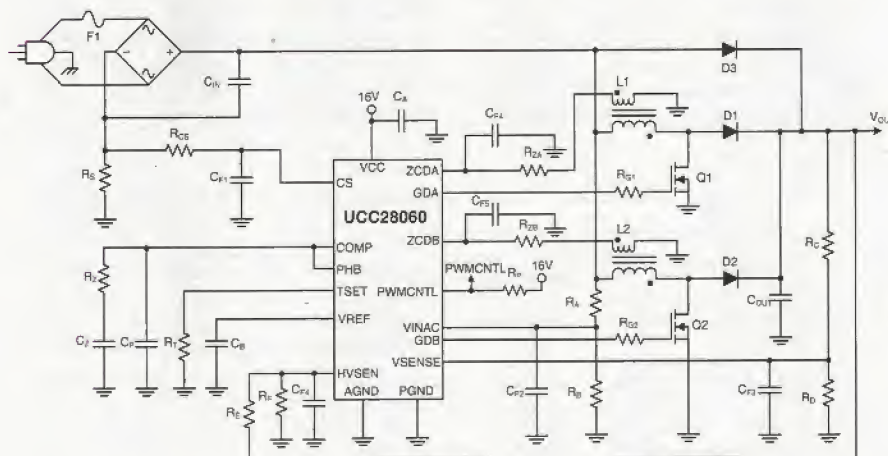 F1
D3
C_IN
16V
C_A
C_F4
L1
D1
V_OU
R_CS
VCC
ZCDA
R_ZA
R_S
C_F1
CS
GDA
R_G1
Q1
UCC28060
C_F5
ZCDB
R_ZB
L2
R_C
COMP
R_Z
PHB
PWMCNTL
16V
D2
TSET
PWMCNTL
R_P
R_A
C_OUT
VREF
VINAC
R_G2
Q2
C_Z
C_P
R_T
C_B
GDB
VSENSE
HVSEN
R_E
R_F
C_F4
AGND
PGND
C_F2
R_B
C_F3
R_D